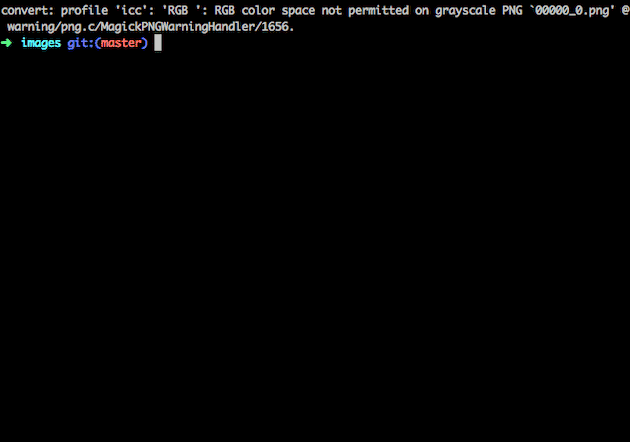 convert: profile 'icc': 'RGB ': RGB color space not permitted on grayscale PNG `00000_0.png' @
 warning/png.c/MagickPNGWarningHandler/1656.
➜  images git:(master)